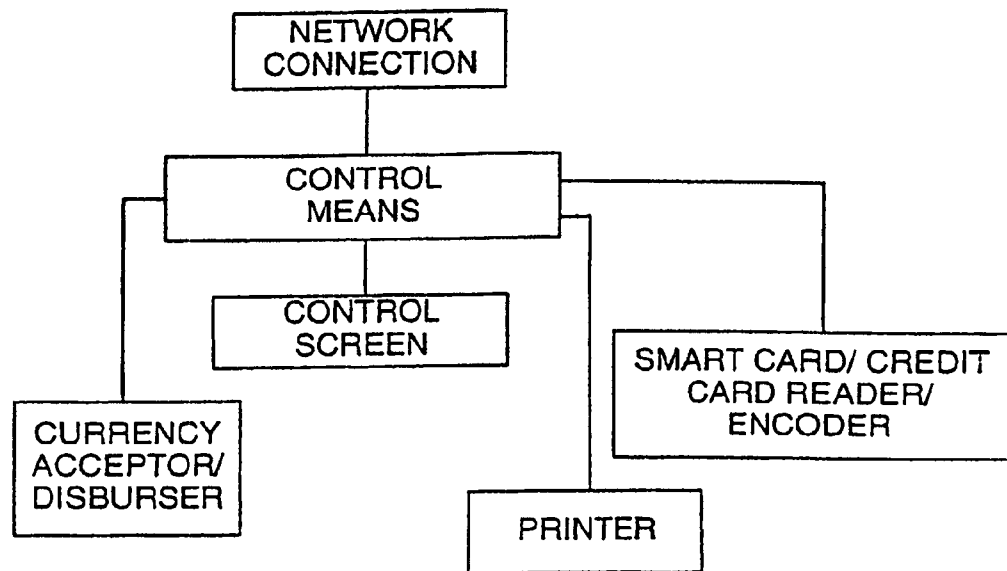 NETWORK
CONNECTION
CONTROL
MEANS
CONTROL
SCREEN
SMART CARD/ CREDIT
CARD READER/
ENCODER
CURRENCY
ACCEPTOR/
DISBURSER
PRINTER